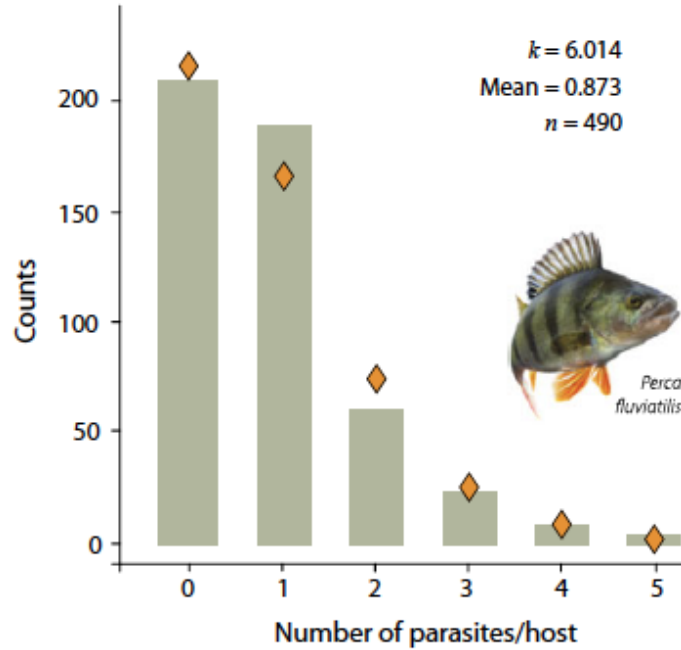 k = 6.014
Mean = 0.873
n = 490
Counts
200
150
100
50
0
Perca
fluviatilis
0 1 2 3 4 5
Number of parasites/host